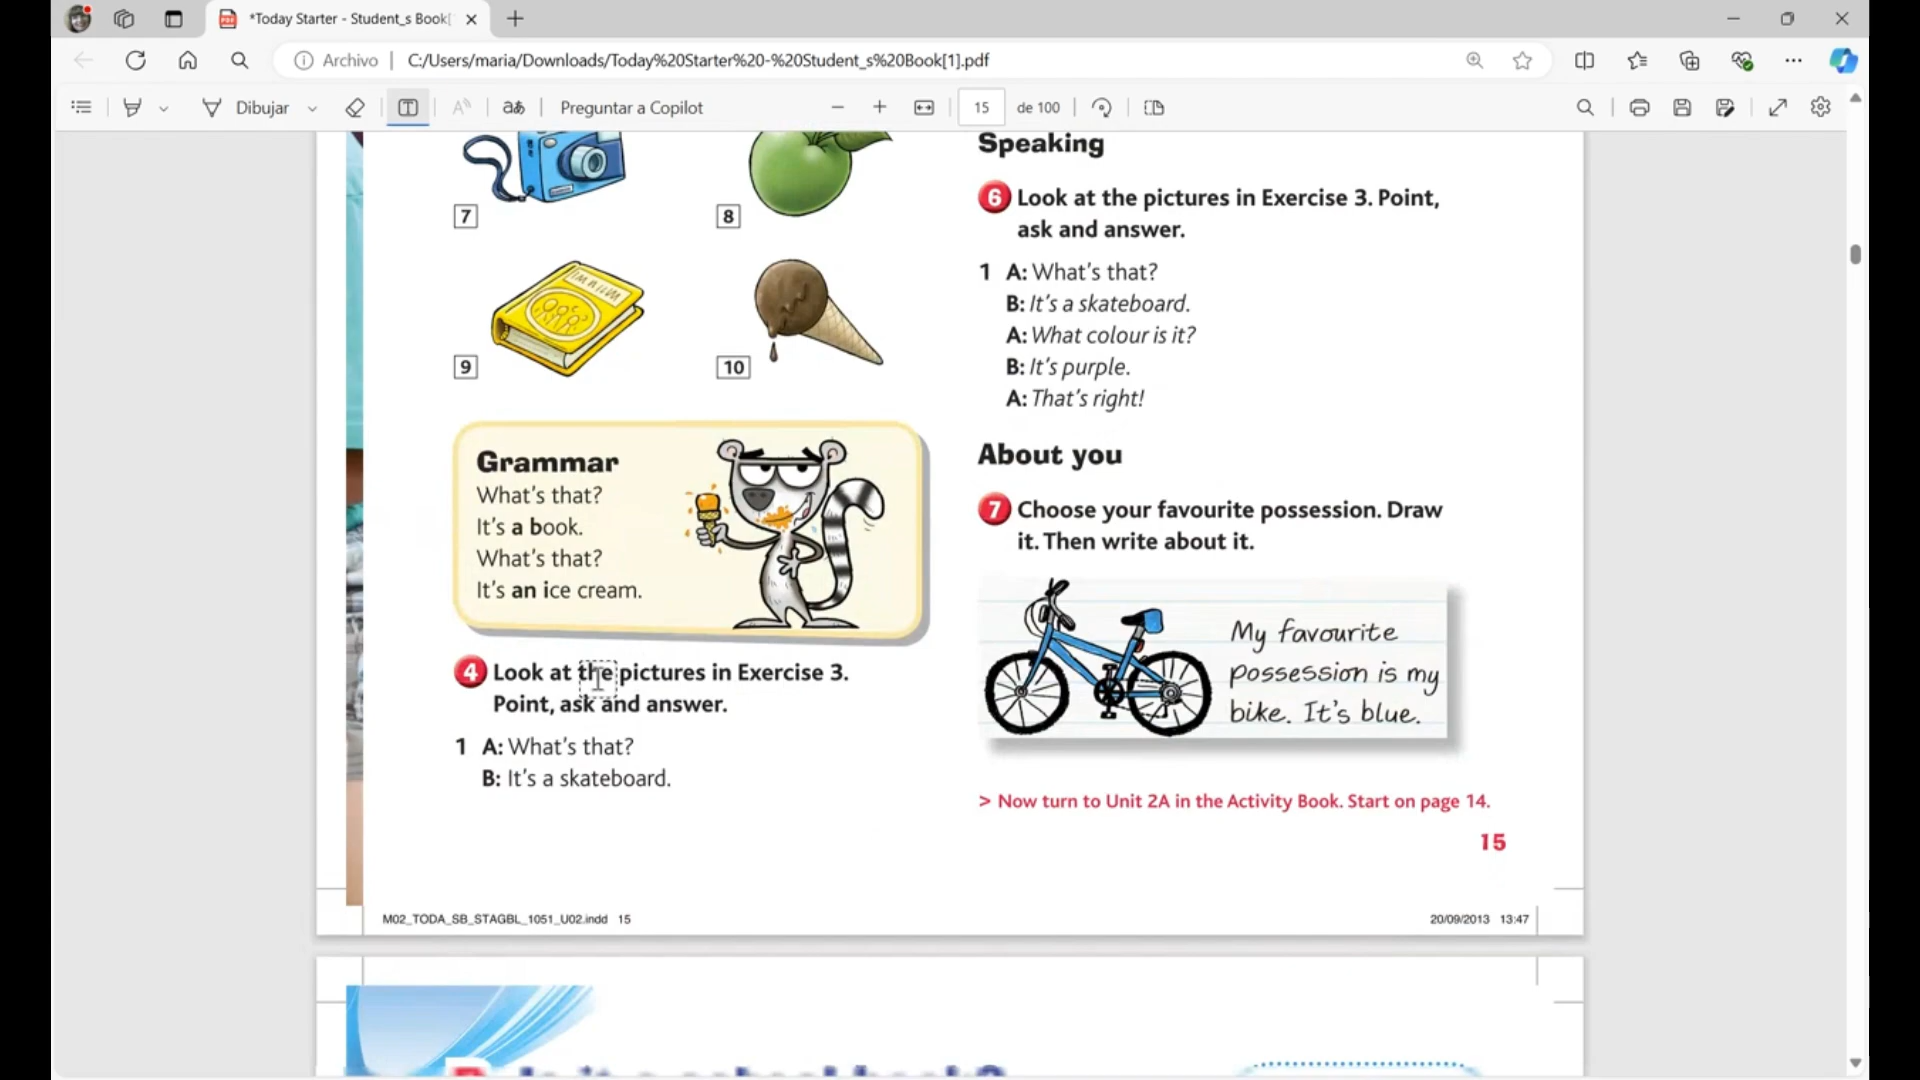 *Today Starter - Student_s Book[
Archivo
C:/Users/maria/Downloads/Today%20Starter%20-%20Student_s%20Book[1].pdf
Dibujar
Preguntar a Copilot
15
de 100
7
8
9
10
Grammar
What's that?
It's a book.
What's that?
It's an ice cream.
4 Look at the pictures in Exercise 3.
Point, ask and answer.
1 A: What's that?
B: It's a skateboard.
Speaking
6 Look at the pictures in Exercise 3. Point,
ask and answer.
1 A: What's that?
B: It's a skateboard.
A: What colour is it?
B: It's purple.
A: That's right!
About you
7 Choose your favourite possession. Draw
it. Then write about it.
My favourite
possession is my
bike. It's blue.
> Now turn to Unit 2A in the Activity Book. Start on page 14.
15
M02_TODA_SB_STAGBL_1051_U02.indd 15
20/09/2013 13:47